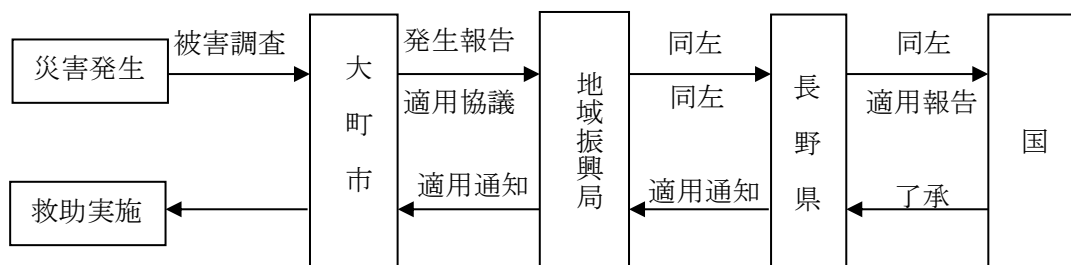 災害発生
被害調査
大町市
発生報告
適用協議
地域振興局
同左
同左
長野県
同左
適用報告
国
救助実施
適用通知
適用通知
了承